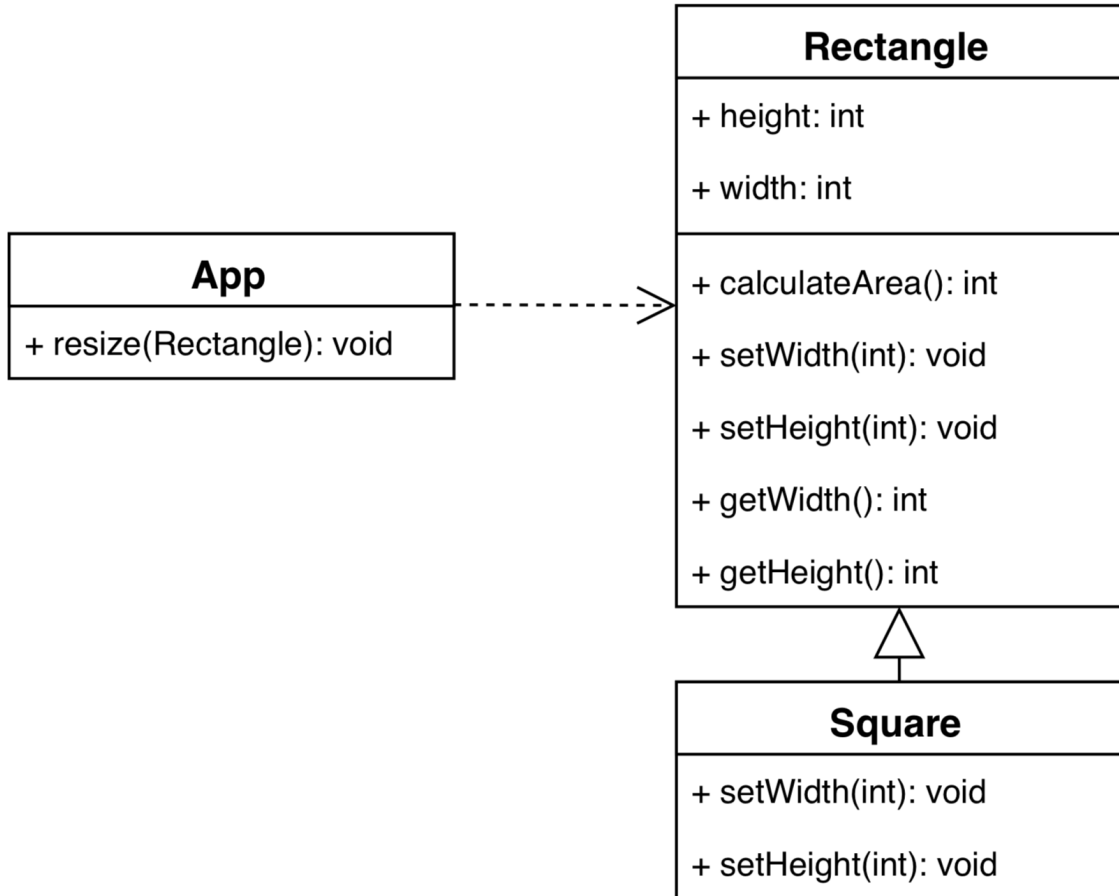 Rectangle
+ height: int
+ width: int
+ calculateArea(): int
+ setWidth(int): void
+ setHeight(int): void
+ getWidth(): int
+ getHeight(): int
App
+ resize(Rectangle): void
Square
+ setWidth(int): void
+ setHeight(int): void